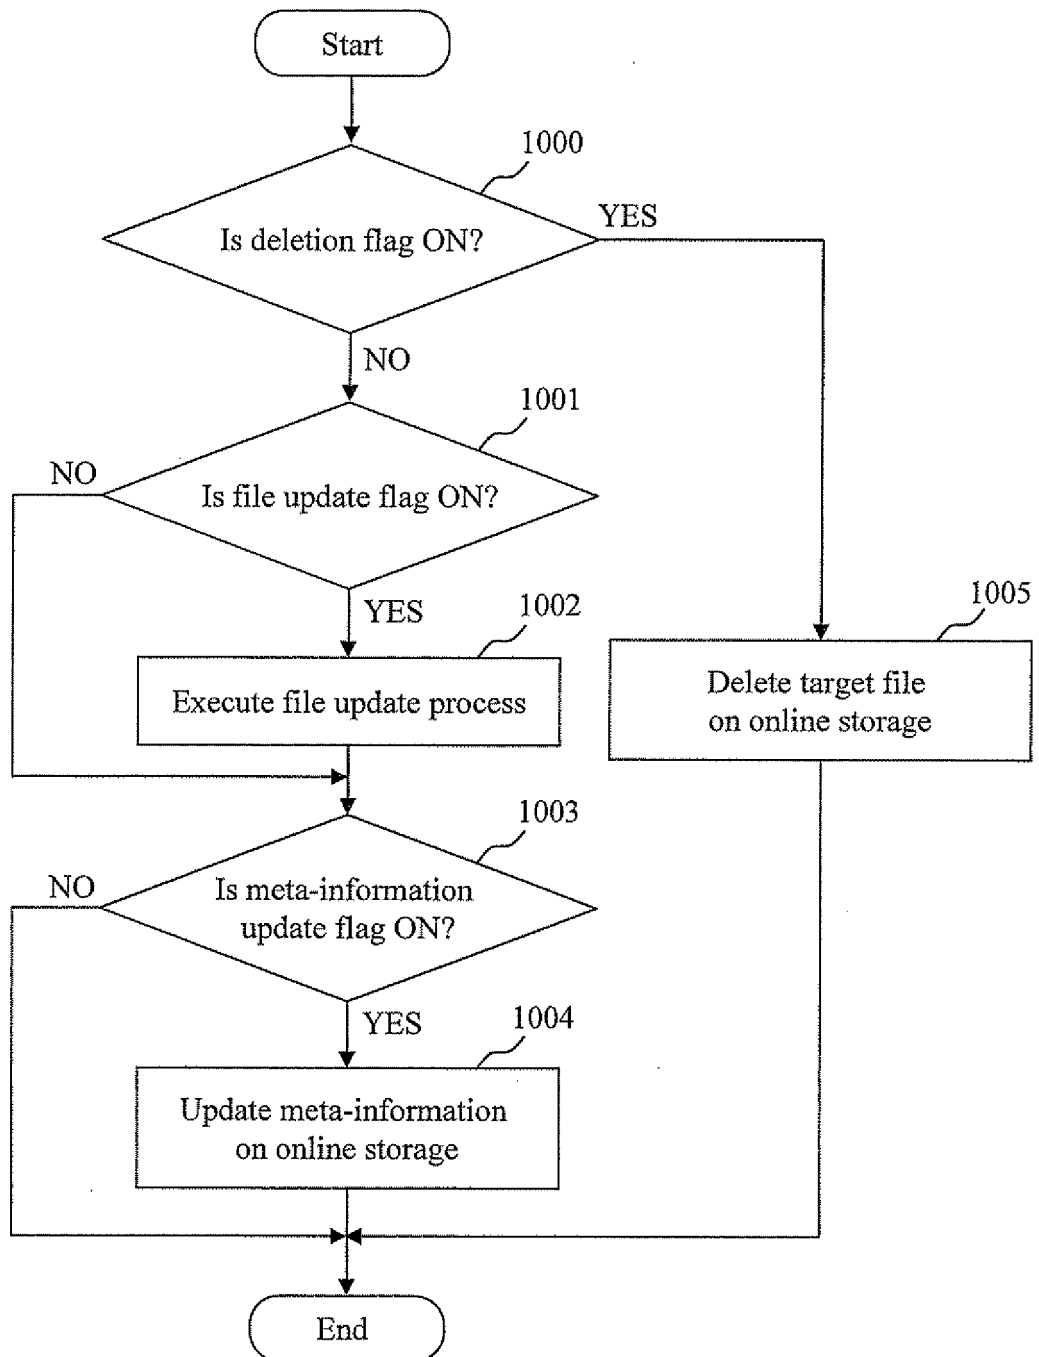 Start
1000
Is deletion flag ON?
YES
NO
1001
NO
Is file update flag ON?
YES
1002
Execute file update process
1005
Delete target file
on online storage
1003
NO
Is meta-information
update flag ON?
YES
1004
Update meta-information
on online storage
End